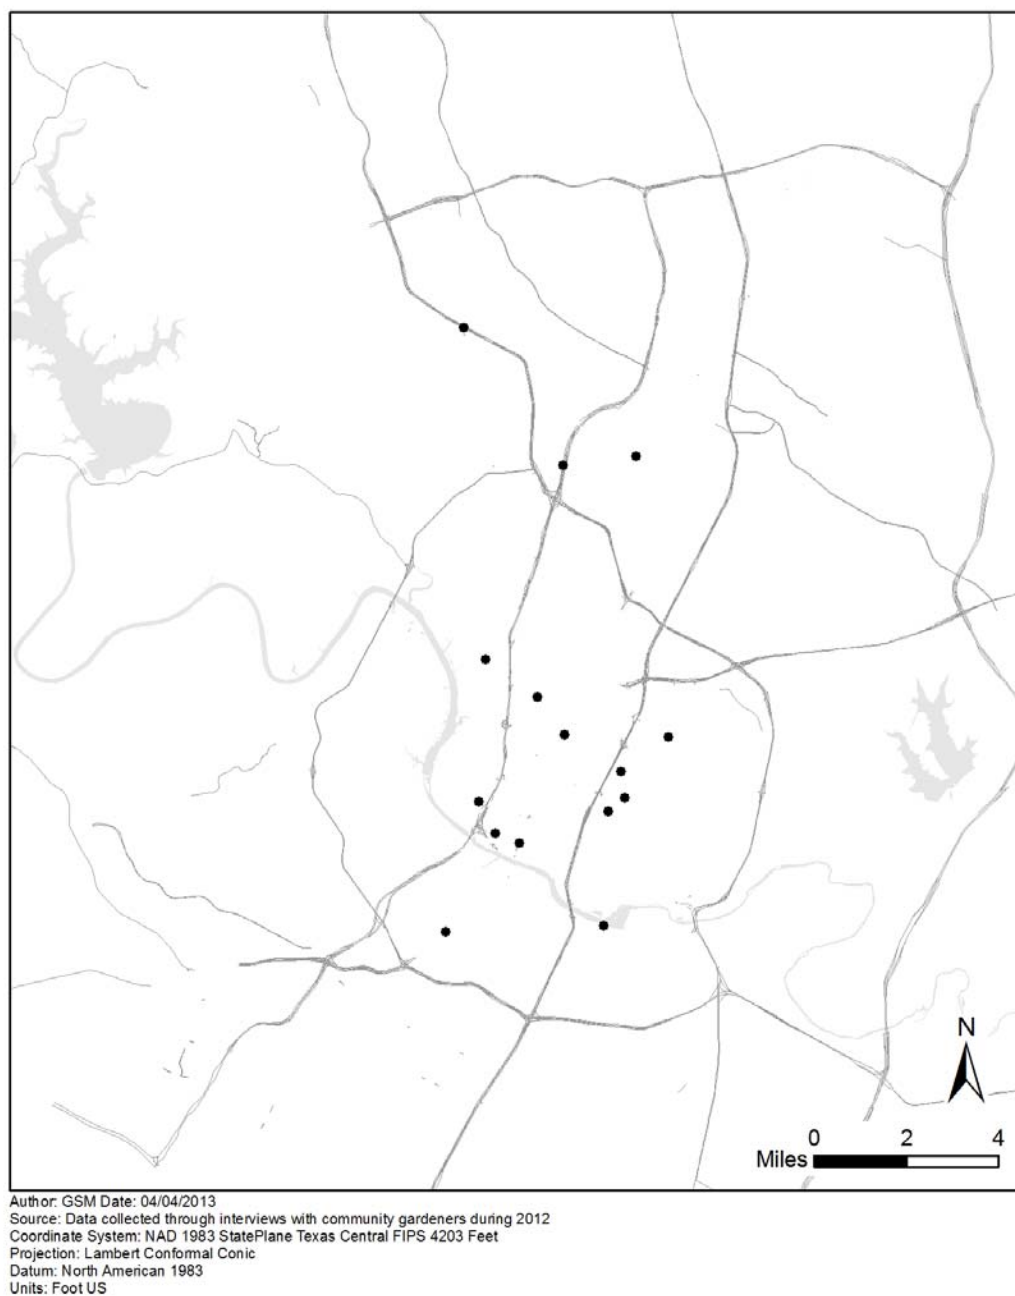 N
0 2 4
Miles
Author: GSM Date: 04/04/2013
Source: Data collected through interviews with community gardeners during 2012
Coordinate System: NAD 1983 StatePlane Texas Central FIPS 4203 Feet
Projection: Lambert Conformal Conic
Datum: North American 1983
Units: Foot US